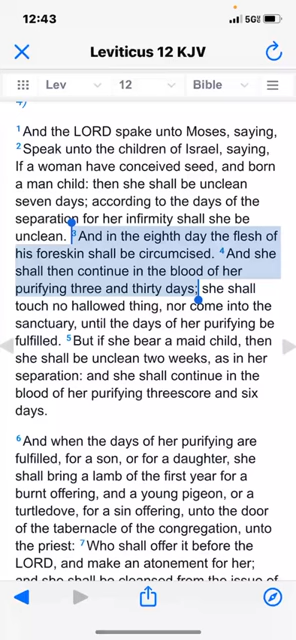 12:43
5G
Leviticus 12 KJV
Lev 12 Bible
4)
1 And the LORD spake unto Moses, saying,
2 Speak unto the children of Israel, saying,
If a woman have conceived seed, and born
a man child: then she shall be unclean
seven days; according to the days of the
separation for her infirmity shall she be
unclean. 3 And in the eighth day the flesh of
his foreskin shall be circumcised. 4 And she
shall then continue in the blood of her
purifying three and thirty days; she shall
touch no hallowed thing, nor come into the
sanctuary, until the days of her purifying be
fulfilled. 5 But if she bear a maid child, then
she shall be unclean two weeks, as in her
separation: and she shall continue in the
blood of her purifying threescore and six
days.
6 And when the days of her purifying are
fulfilled, for a son, or for a daughter, she
shall bring a lamb of the first year for a
burnt offering, and a young pigeon, or a
turtledove, for a sin offering, unto the door
of the tabernacle of the congregation, unto
the priest: 7 Who shall offer it before the
LORD, and make an atonement for her;
and she shall be cleansed from the issue of